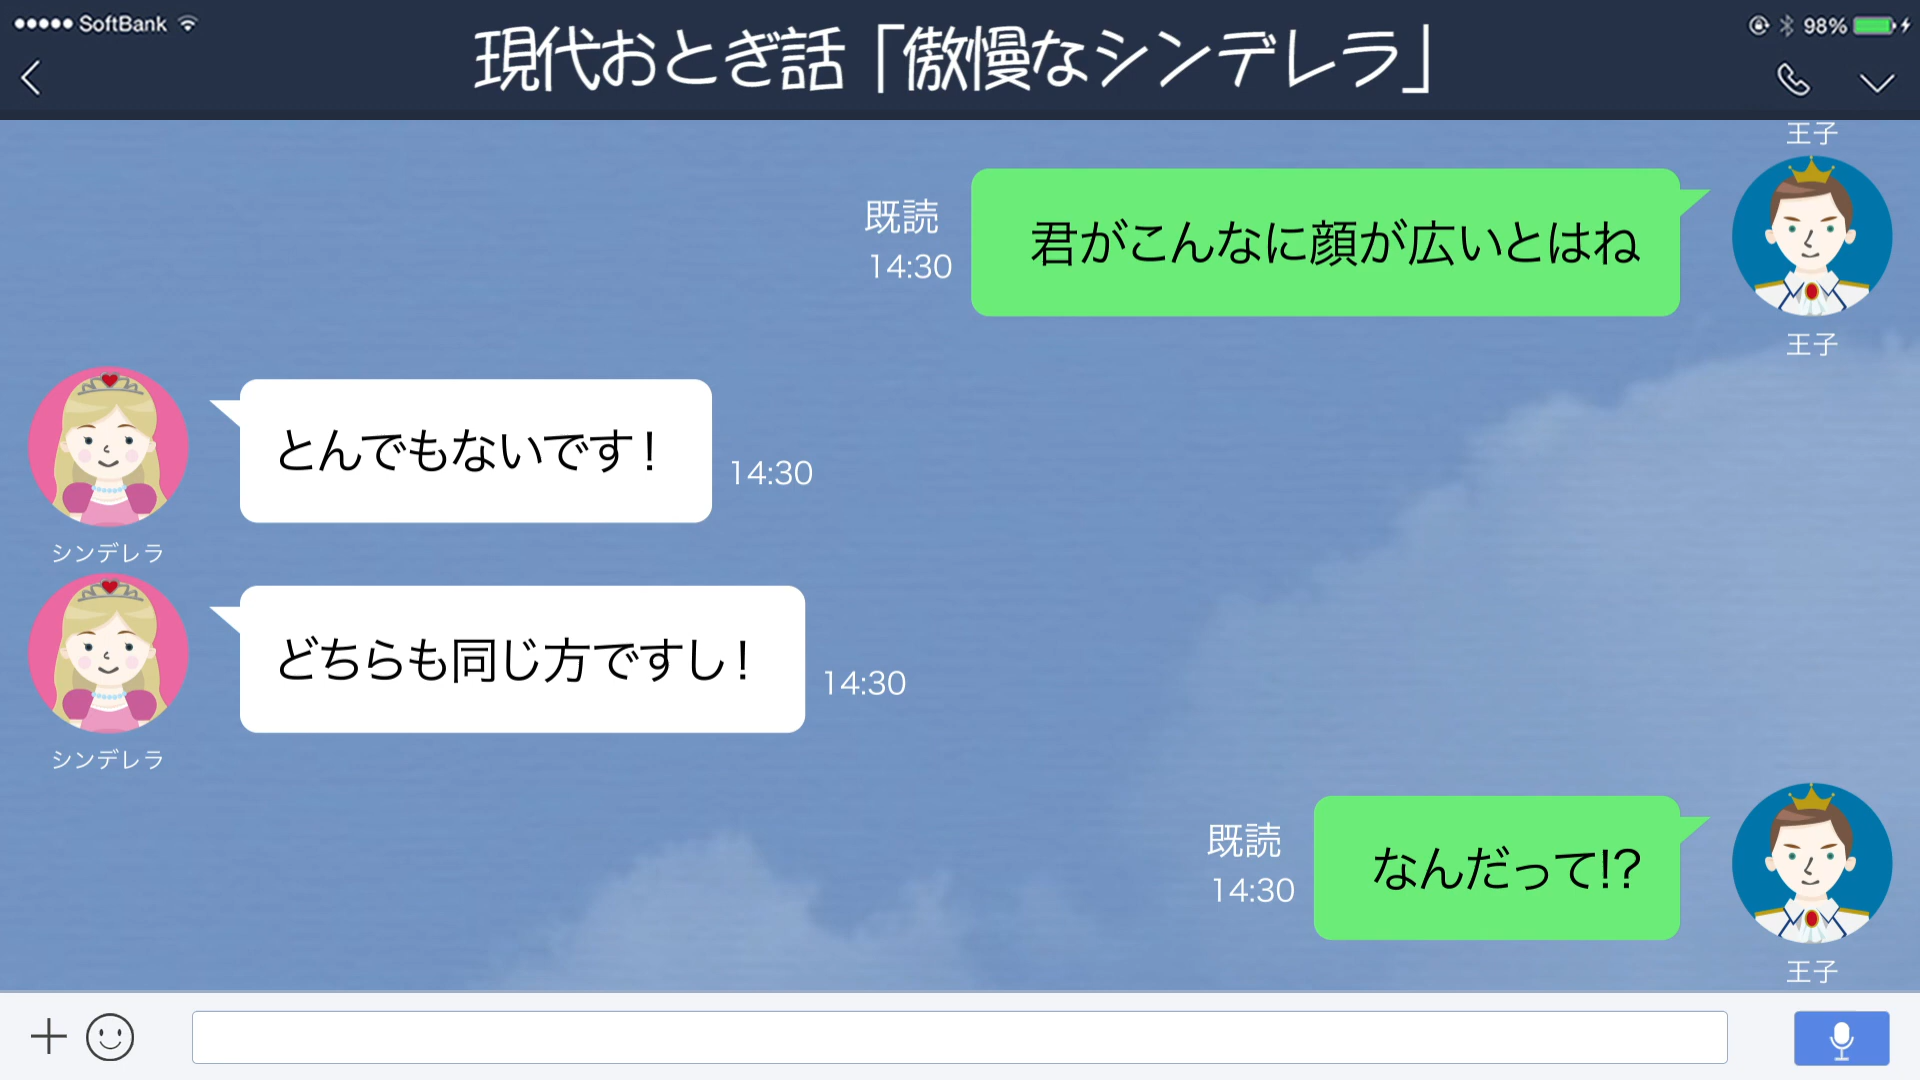 SoftBank
98%
現代おとぎ話「傲慢なシンデレラ」
王子
君がこんなに顔が広いとはね
既読
14:30
王子
とんでもないです!
14:30
シンデレラ
どちらも同じ方ですし!
14:30
シンデレラ
なんだって!?
既読
14:30
王子